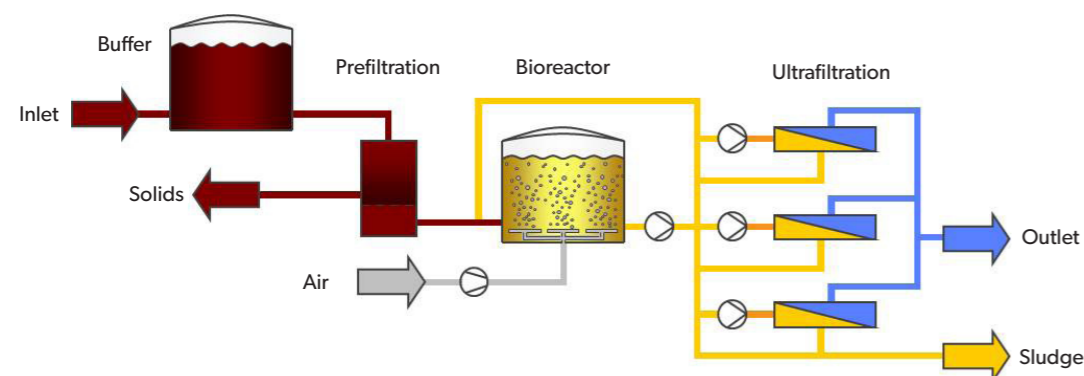 Buffer
Prefiltration
Bioreactor
Ultrafiltration
Inlet
Solids
Outlet
Air
Sludge